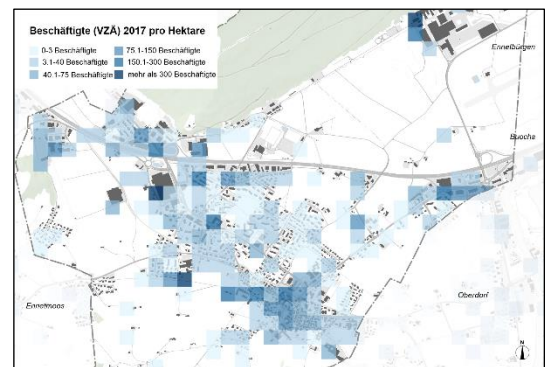 Beschäftigte (VZÄ) 2017 pro Hektare
0-3 Beschäftigte
3.1-40 Beschäftigte
40.1-75 Beschäftigte
75.1-150 Beschäftigte
150.1-300 Beschäftigte
mehr als 300 Beschäftigte
Ennetbürgen
Buochs
Oberdorf
Ennetmoos
N